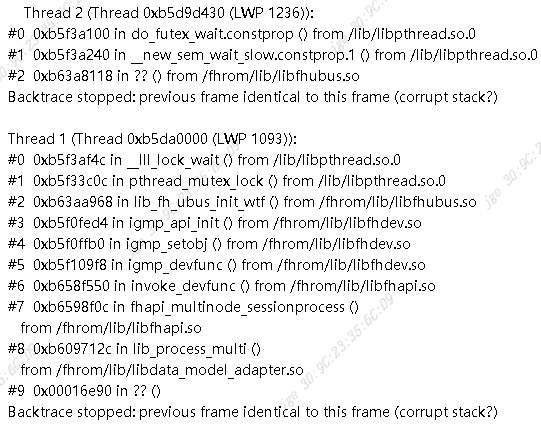 Thread 2 (Thread 0xb5d9d430 (LWP 1236)):
#0 0xb5f3a100 in do_futex_wait.constprop () from /lib/libpthread.so.0
#1 0xb5f3a240 in __new_sem_wait_slow.constprop.1 () from /lib/libpthread.so.0
#2 0xb63a8118 in ?? () from /fhrom/lib/libfhubus.so
Backtrace stopped: previous frame identical to this frame (corrupt stack?)
Thread 1 (Thread 0xb5da0000 (LWP 1093)):
#0 0xb5f3af4c in __lll_lock_wait () from /lib/libpthread.so.0
#1 0xb5f33c0c in pthread_mutex_lock () from /lib/libpthread.so.0
#2 0xb63aa968 in lib_fh_ubus_init_wtf () from /fhrom/lib/libfhubus.so
#3 0xb5f0fed4 in igmp_api_init () from /fhrom/lib/libfhdev.so
#4 0xb5f0ffb0 in igmp_setobj () from /fhrom/lib/libfhdev.so
#5 0xb5f109f8 in igmp_devfunc () from /fhrom/lib/libfhdev.so
#6 0xb658f550 in invoke_devfunc () from /fhrom/lib/libfhapi.so
#7 0xb6598f0c in fhapi_multinode_sessionprocess ()
from /fhrom/lib/libfhapi.so
#8 0xb609712c in lib_process_multi ()
from /fhrom/lib/libdata_model_adapter.so
#9 0x00016e90 in ?? ()
Backtrace stopped: previous frame identical to this frame (corrupt stack?)